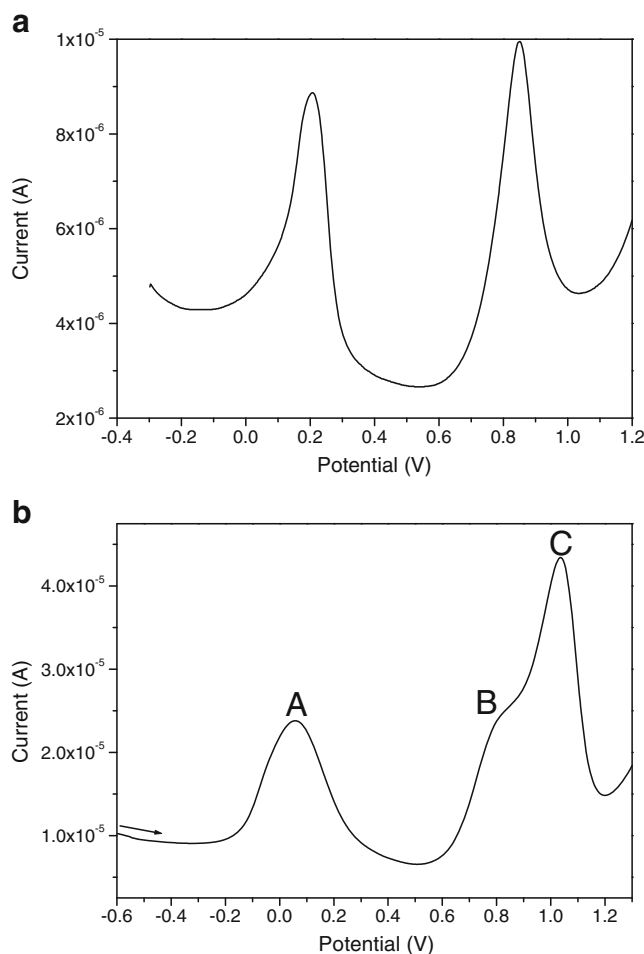 a
1x10⁻⁵
8x10⁻⁶
6x10⁻⁶
4x10⁻⁶
2x10⁻⁶
Current (A)
-0.4 -0.2 0.0 0.2 0.4 0.6 0.8 1.0 1.2
Potential (V)
b
4.0x10⁻⁵
3.0x10⁻⁵
2.0x10⁻⁵
1.0x10⁻⁵
Current (A)
A
B
C
-0.6 -0.4 -0.2 0.0 0.2 0.4 0.6 0.8 1.0 1.2
Potential (V)